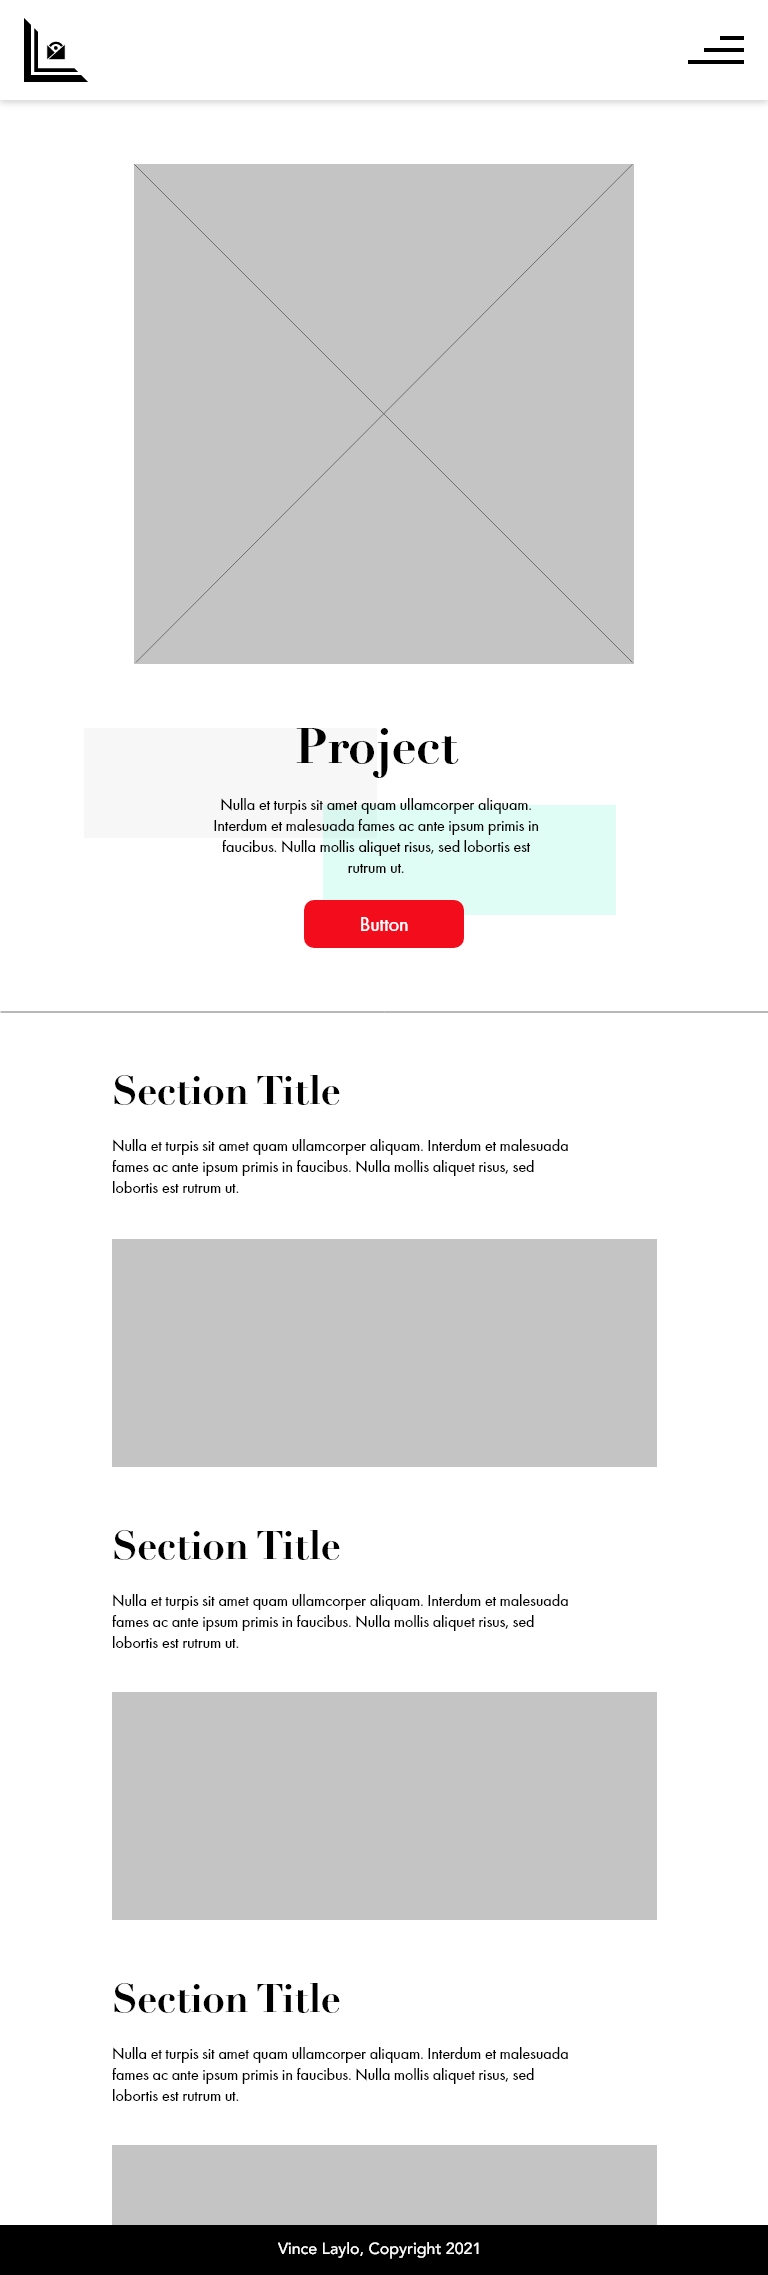 Project
Nulla et turpis sit amet quam ullamcorper aliquam.
Interdum et malesuada fames ac ante ipsum primis in
faucibus. Nulla mollis aliquet risus, sed lobortis est
rutrum ut.
Button
Section Title
Nulla et turpis sit amet quam ullamcorper aliquam. Interdum et malesuada
fames ac ante ipsum primis in faucibus. Nulla mollis aliquet risus, sed
lobortis est rutrum ut.
Section Title
Nulla et turpis sit amet quam ullamcorper aliquam. Interdum et malesuada
fames ac ante ipsum primis in faucibus. Nulla mollis aliquet risus, sed
lobortis est rutrum ut.
Section Title
Nulla et turpis sit amet quam ullamcorper aliquam. Interdum et malesuada
fames ac ante ipsum primis in faucibus. Nulla mollis aliquet risus, sed
lobortis est rutrum ut.
Vince Laylo, Copyright 2021